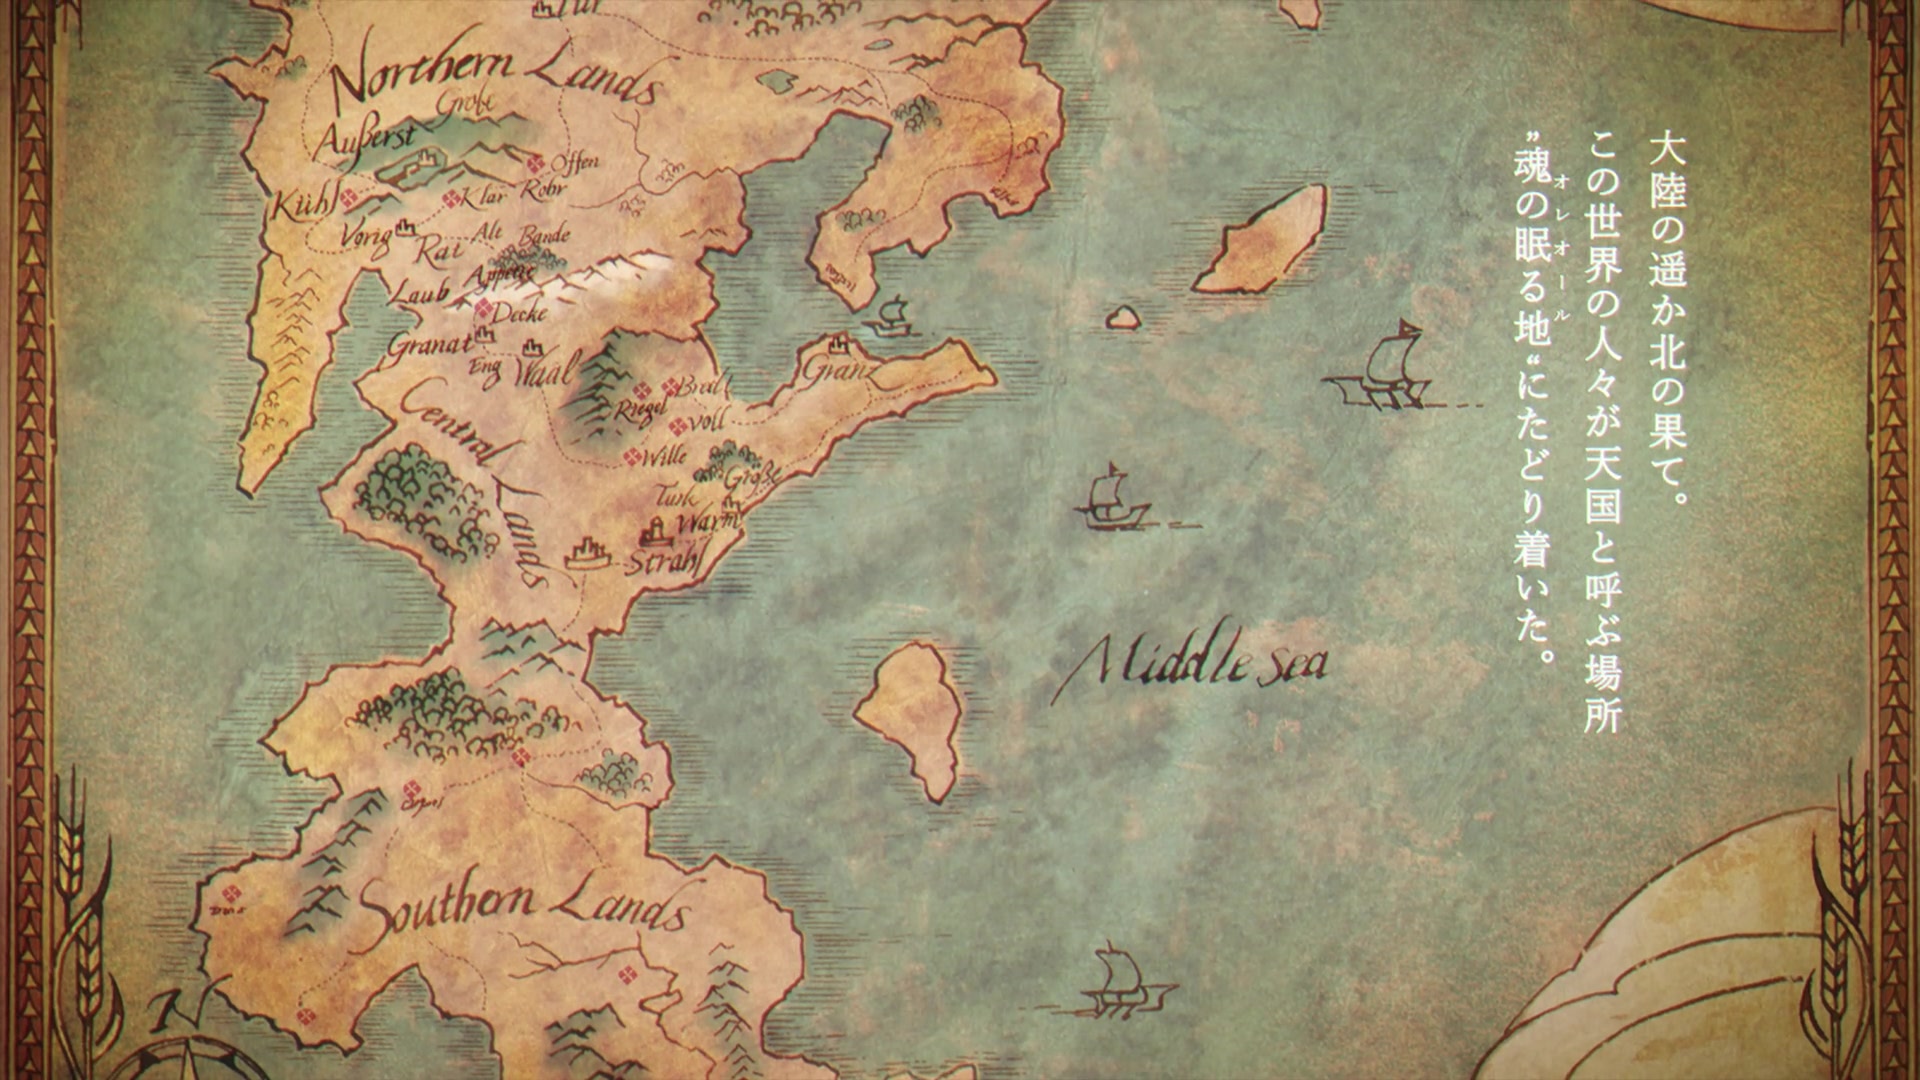 大陸の遥か北の果て。
この世界の人々が天国と呼ぶ場所
オレオール
”魂の眠る地“にたどり着いた。
Tür
Northern Lands
Grobe
Außerst
Offen
Kühl
Klar
Rohr
Vorig
Rai
Alt
Bande
Appetit
Laub
Decke
Granat
Eng
Waal
Granz
Breit
Riegel
Voll
Central Lands
Wille
Große
Turk
Warm
Strahl
Middle Sea
Southern Lands
N